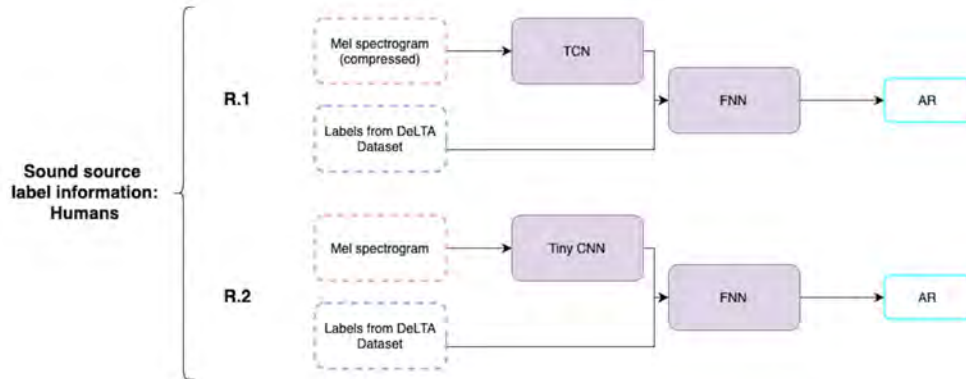 Sound source
label information:
Humans
R.1
Mel spectrogram
(compressed)
TCN
Labels from DeLTA
Dataset
FNN
AR
R.2
Mel spectrogram
Tiny CNN
Labels from DeLTA
Dataset
FNN
AR